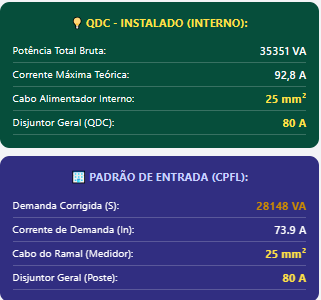 💡 QDC - INSTALADO (INTERNO):
Potência Total Bruta: 35351 VA
Corrente Máxima Teórica: 92,8 A
Cabo Alimentador Interno: 25 mm²
Disjuntor Geral (QDC): 80 A
🏢 PADRÃO DE ENTRADA (CPFL):
Demanda Corrigida (S): 28148 VA
Corrente de Demanda (In): 73.9 A
Cabo do Ramal (Medidor): 25 mm²
Disjuntor Geral (Poste): 80 A